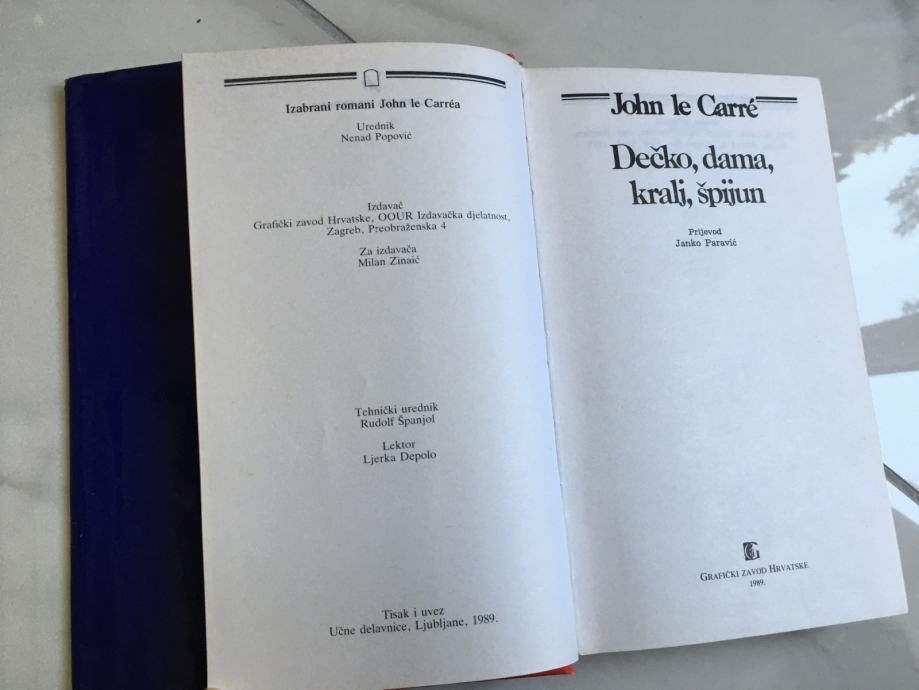 Izabrani romani John le Carréa
Urednik
Nenad Popović
Izdavač
Grafički zavod Hrvatske, OOUR Izdavačka djelatnost,
Zagreb, Preobraženska 4
Za izdavača
Milan Zinaić
Tehnički urednik
Rudolf Španjol
Lektor
Ljerka Depolo
Tisak i uvez
Učne delavnice, Ljubljane, 1989.
John le Carré
Dečko, dama,
kralj, špijun
Prijevod
Janko Paravić
GRAFIČKI ZAVOD HRVATSKE
1989.